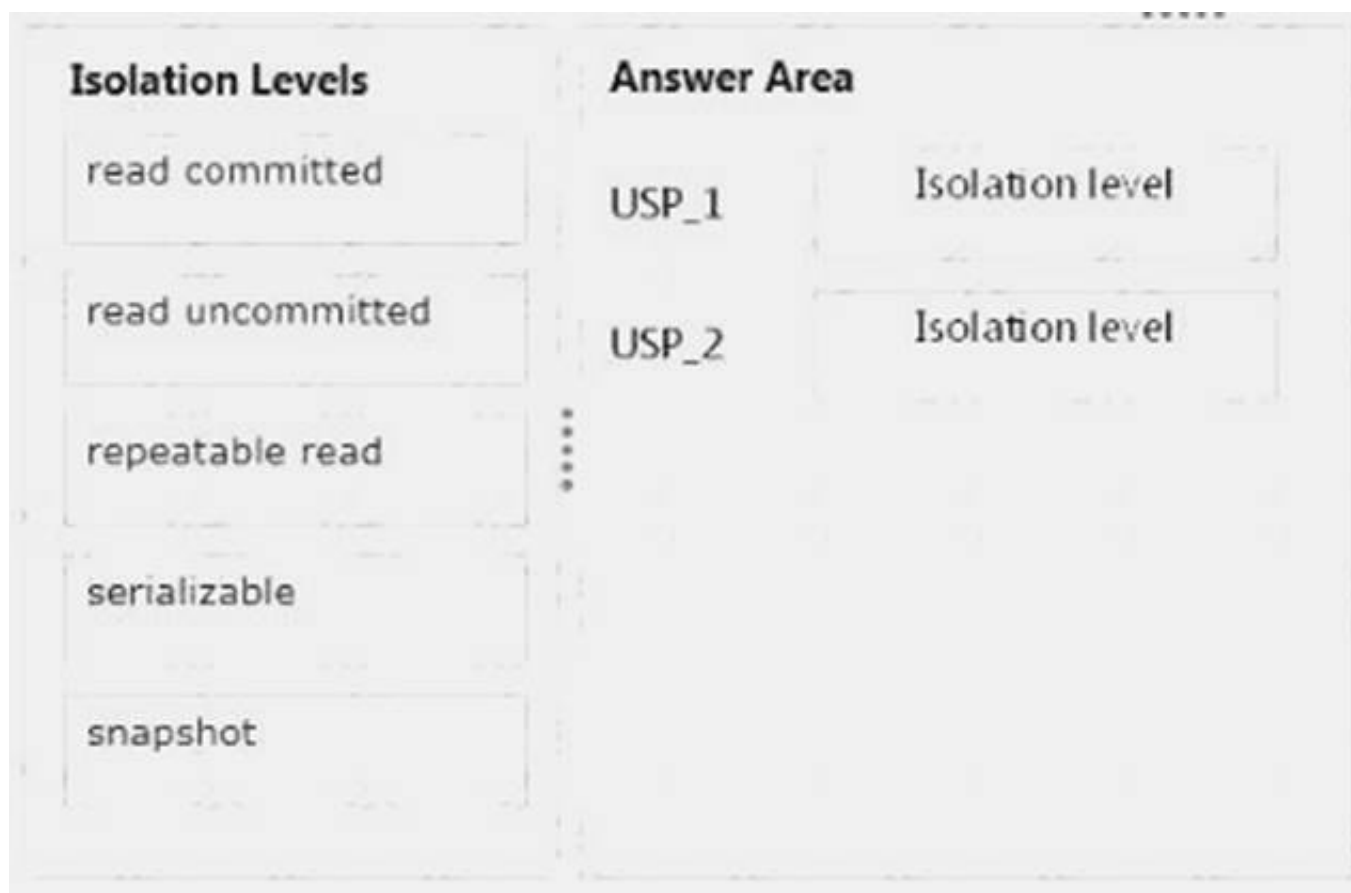 Isolation Levels
read committed
read uncommitted
repeatable read
serializable
snapshot
Answer Area
USP_1 Isolation level
USP_2 Isolation level